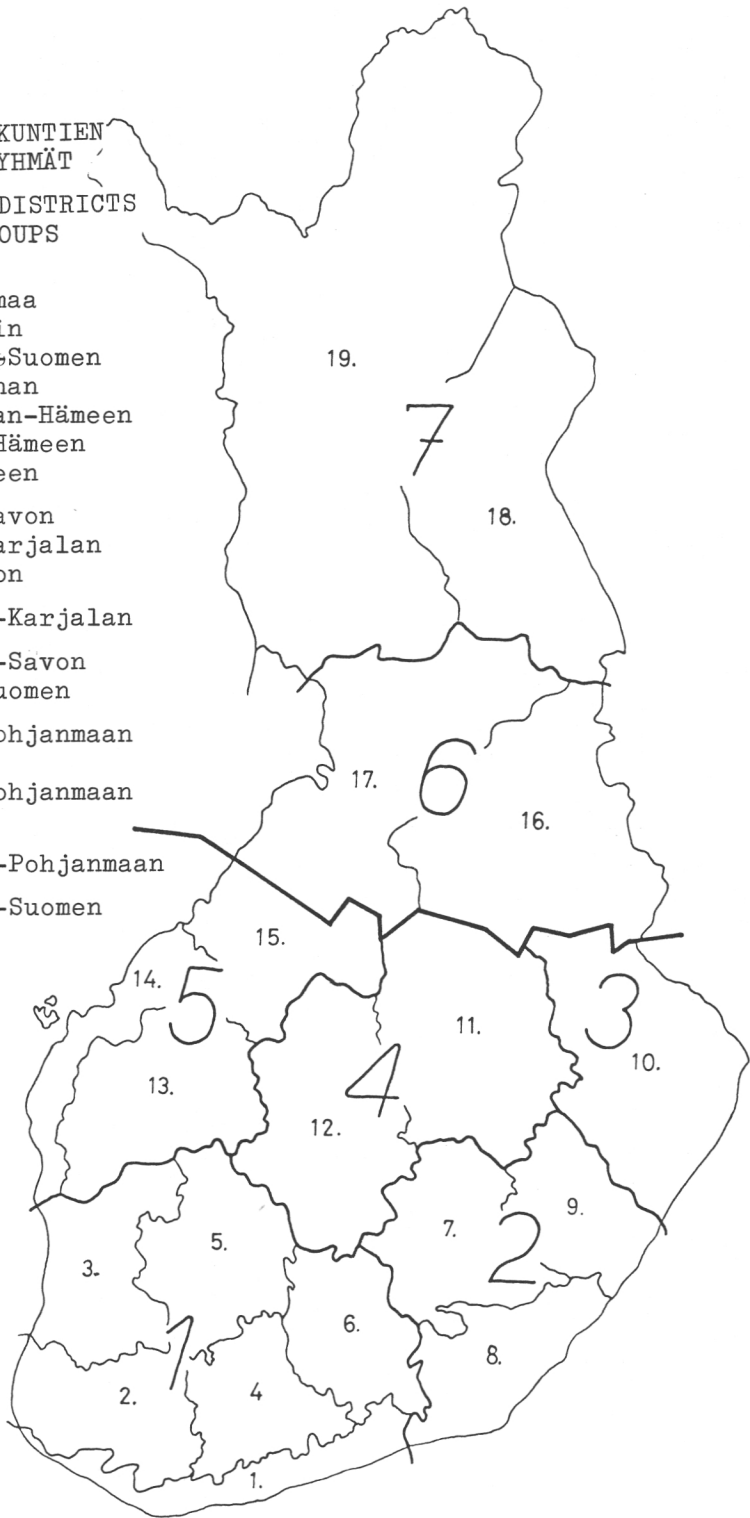 KUNTIEN
YHMÄT
DISTRICTS
OUPS
maa
in
-Suomen
man
an-Hämeen
Hämeen
een
avon
arjalan
on
-Karjalan
-Savon
uomen
ohjanmaan
ohjanmaan
-Pohjanmaan
-Suomen
19.
7
18.
6
17.
16.
15.
14.
5
3
11.
10.
13.
4
12.
9.
7.
5.
2
3.
6.
1
8.
2.
4
1.